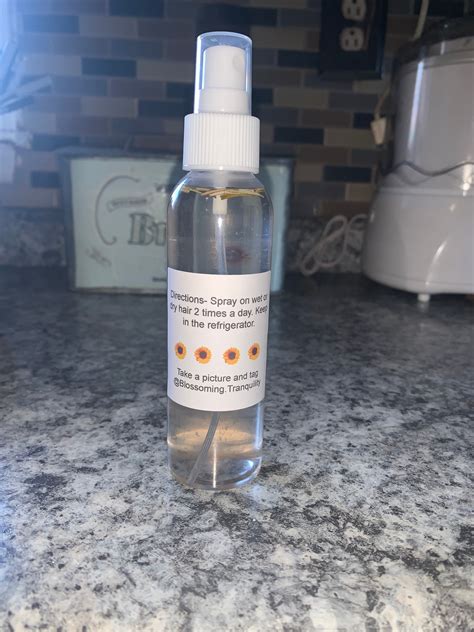 Directions- Spray on wet or
dry hair 2 times a day. Keep
in the refrigerator.
Take a picture and tag
@Blossoming.Tranquility